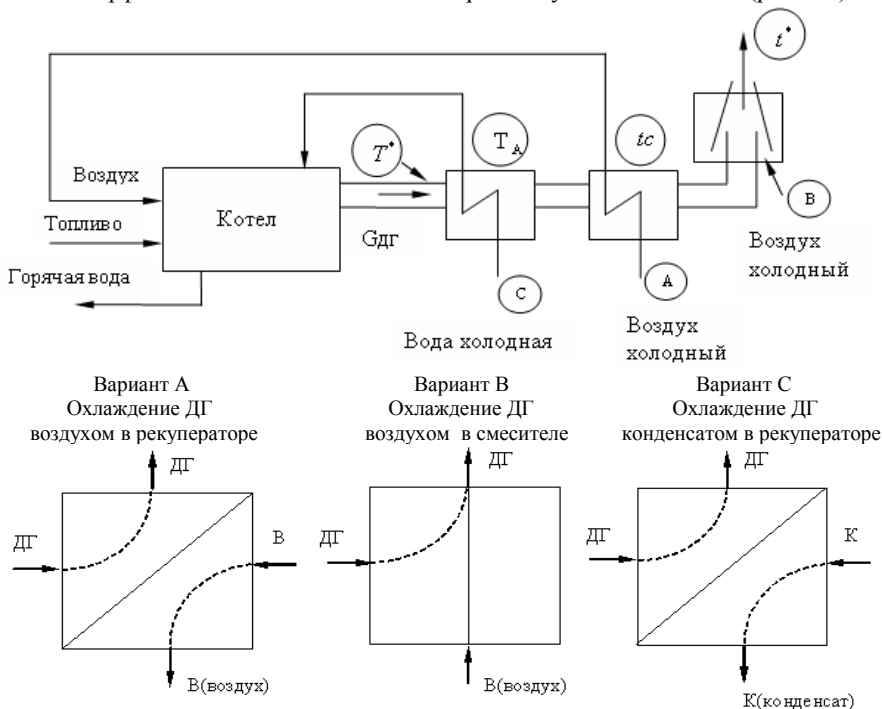 t*
T*
T A
tc
Воздух
Топливо
Котел
Gдг
Горячая вода
B
Воздух
холодный
C
A
Вода холодная
Воздух
холодный
Вариант А
Охлаждение ДГ
воздухом в рекуператоре
Вариант В
Охлаждение ДГ
воздухом в смесителе
Вариант С
Охлаждение ДГ
конденсатом в рекуператоре
ДГ
ДГ
В
В(воздух)
ДГ
ДГ
В(воздух)
ДГ
ДГ
К
К(конденсат)